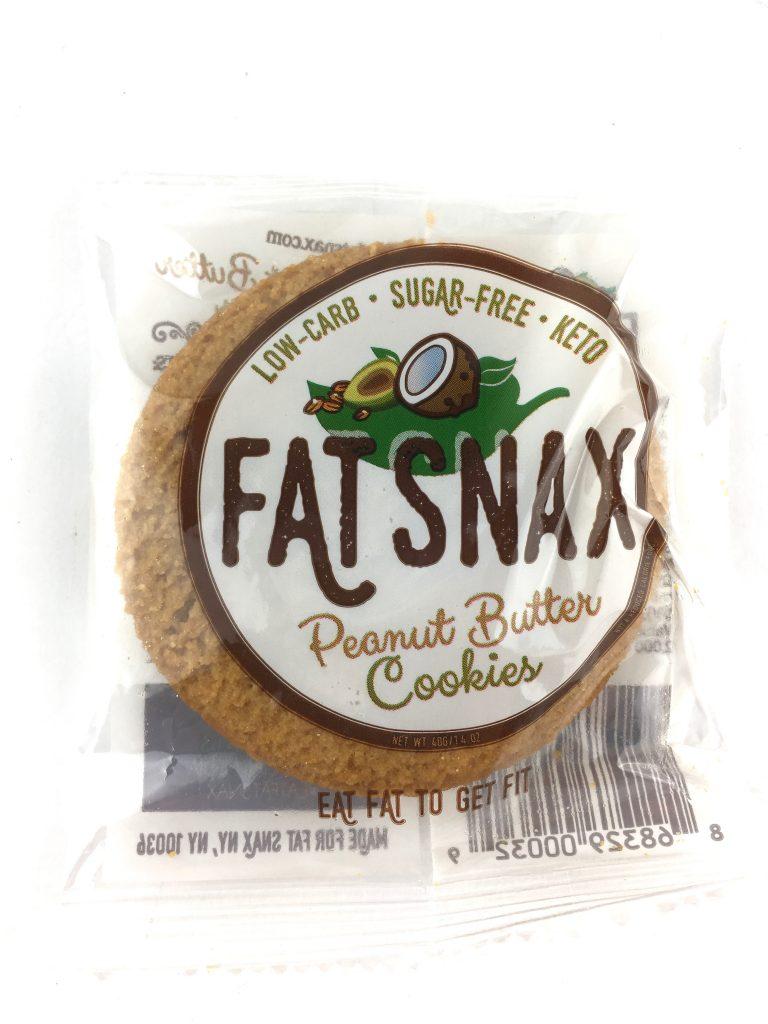 LOW-CARB • SUGAR-FREE • KETO
FAT SNAX
Peanut Butter
Cookies
NET WT 40G/1.4 OZ
EAT FAT TO GET FIT
MADE FOR FAT SNAX NY, NY 10036
8 68329 00032 9